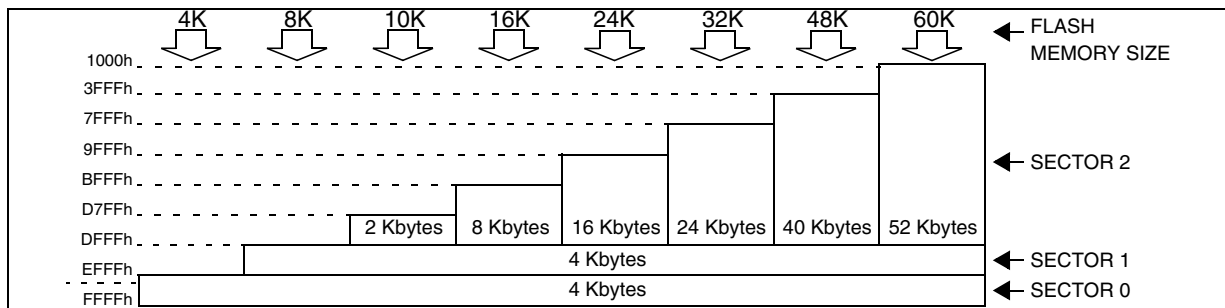 4K 8K 10K 16K 24K 32K 48K 60K
FLASH
MEMORY SIZE
1000h
3FFFh
7FFFh
9FFFh
SECTOR 2
BFFFh
D7FFh
2 Kbytes 8 Kbytes 16 Kbytes 24 Kbytes 40 Kbytes 52 Kbytes
DFFFh
4 Kbytes
SECTOR 1
EFFFh
4 Kbytes
SECTOR 0
FFFFh